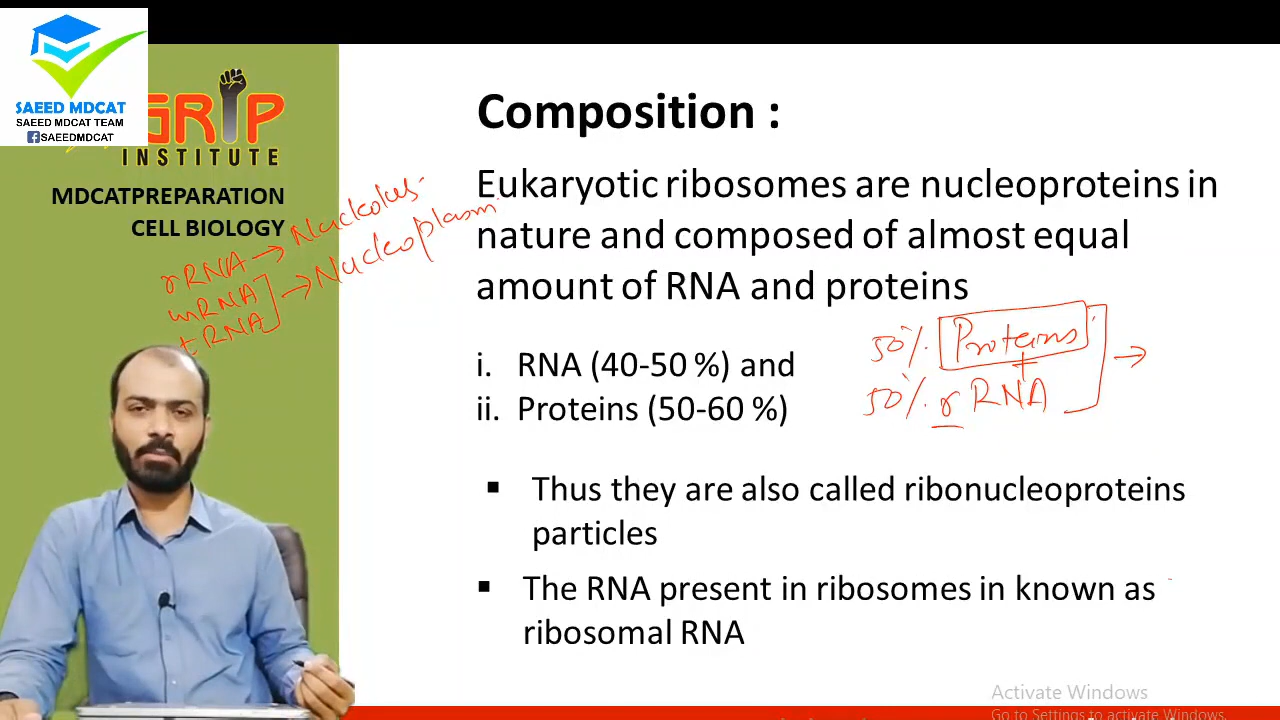 SAEED MDCAT
SAEED MDCAT TEAM
SAEEDMDCAT
GRIP
INSTITUTE
MDCATPREPARATION
CELL BIOLOGY
rRNA → Nucleolus
mRNA
tRNA → Nucleoplasm
Composition :
Eukaryotic ribosomes are nucleoproteins in
nature and composed of almost equal
amount of RNA and proteins
50% Proteins
+
50% rRNA
i. RNA (40-50 %) and
ii. Proteins (50-60 %)
▪ Thus they are also called ribonucleoproteins
particles
▪ The RNA present in ribosomes in known as
ribosomal RNA
Activate Windows
Go to Settings to activate Windows.